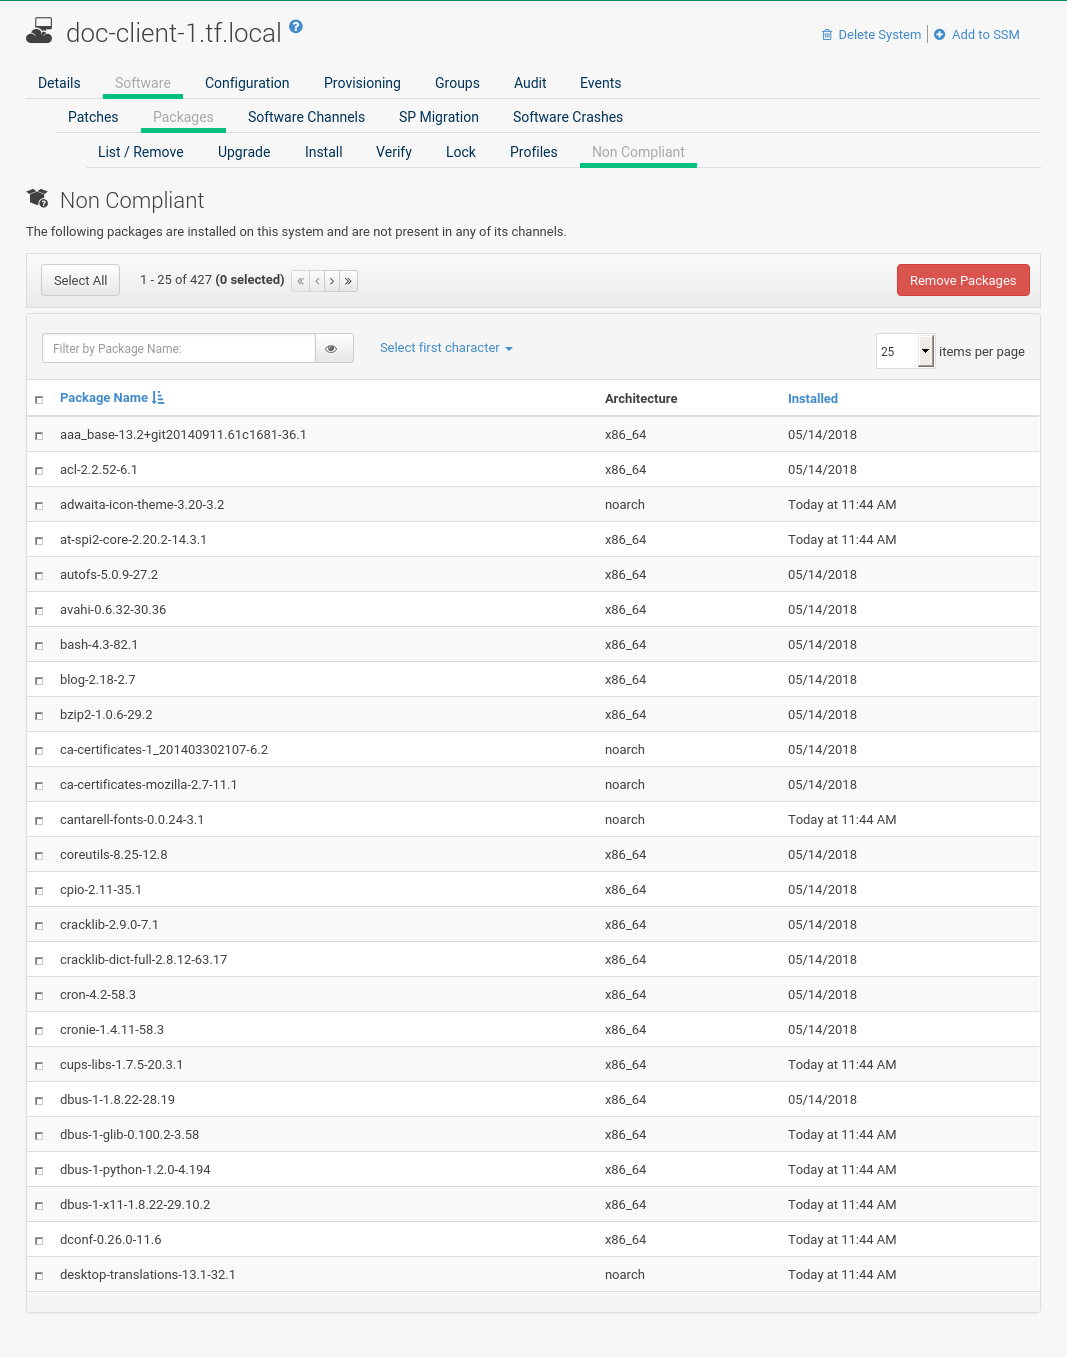 doc-client-1.tf.local
Delete System Add to SSM
Details Software Configuration Provisioning Groups Audit Events
Patches Packages Software Channels SP Migration Software Crashes
List / Remove Upgrade Install Verify Lock Profiles Non Compliant
Non Compliant
The following packages are installed on this system and are not present in any of its channels.
Select All 1 - 25 of 427 (0 selected) « ‹ › » Remove Packages
Filter by Package Name: Select first character 25 items per page
Package Name Architecture Installed
aaa_base-13.2+git20140911.61c1681-36.1 x86_64 05/14/2018
acl-2.2.52-6.1 x86_64 05/14/2018
adwaita-icon-theme-3.20-3.2 noarch Today at 11:44 AM
at-spi2-core-2.20.2-14.3.1 x86_64 Today at 11:44 AM
autofs-5.0.9-27.2 x86_64 05/14/2018
avahi-0.6.32-30.36 x86_64 05/14/2018
bash-4.3-82.1 x86_64 05/14/2018
blog-2.18-2.7 x86_64 05/14/2018
bzip2-1.0.6-29.2 x86_64 05/14/2018
ca-certificates-1_201403302107-6.2 noarch 05/14/2018
ca-certificates-mozilla-2.7-11.1 noarch 05/14/2018
cantarell-fonts-0.0.24-3.1 noarch Today at 11:44 AM
coreutils-8.25-12.8 x86_64 05/14/2018
cpio-2.11-35.1 x86_64 05/14/2018
cracklib-2.9.0-7.1 x86_64 05/14/2018
cracklib-dict-full-2.8.12-63.17 x86_64 05/14/2018
cron-4.2-58.3 x86_64 05/14/2018
cronie-1.4.11-58.3 x86_64 05/14/2018
cups-libs-1.7.5-20.3.1 x86_64 Today at 11:44 AM
dbus-1-1.8.22-28.19 x86_64 05/14/2018
dbus-1-glib-0.100.2-3.58 x86_64 Today at 11:44 AM
dbus-1-python-1.2.0-4.194 x86_64 Today at 11:44 AM
dbus-1-x11-1.8.22-29.10.2 x86_64 Today at 11:44 AM
dconf-0.26.0-11.6 x86_64 Today at 11:44 AM
desktop-translations-13.1-32.1 noarch Today at 11:44 AM